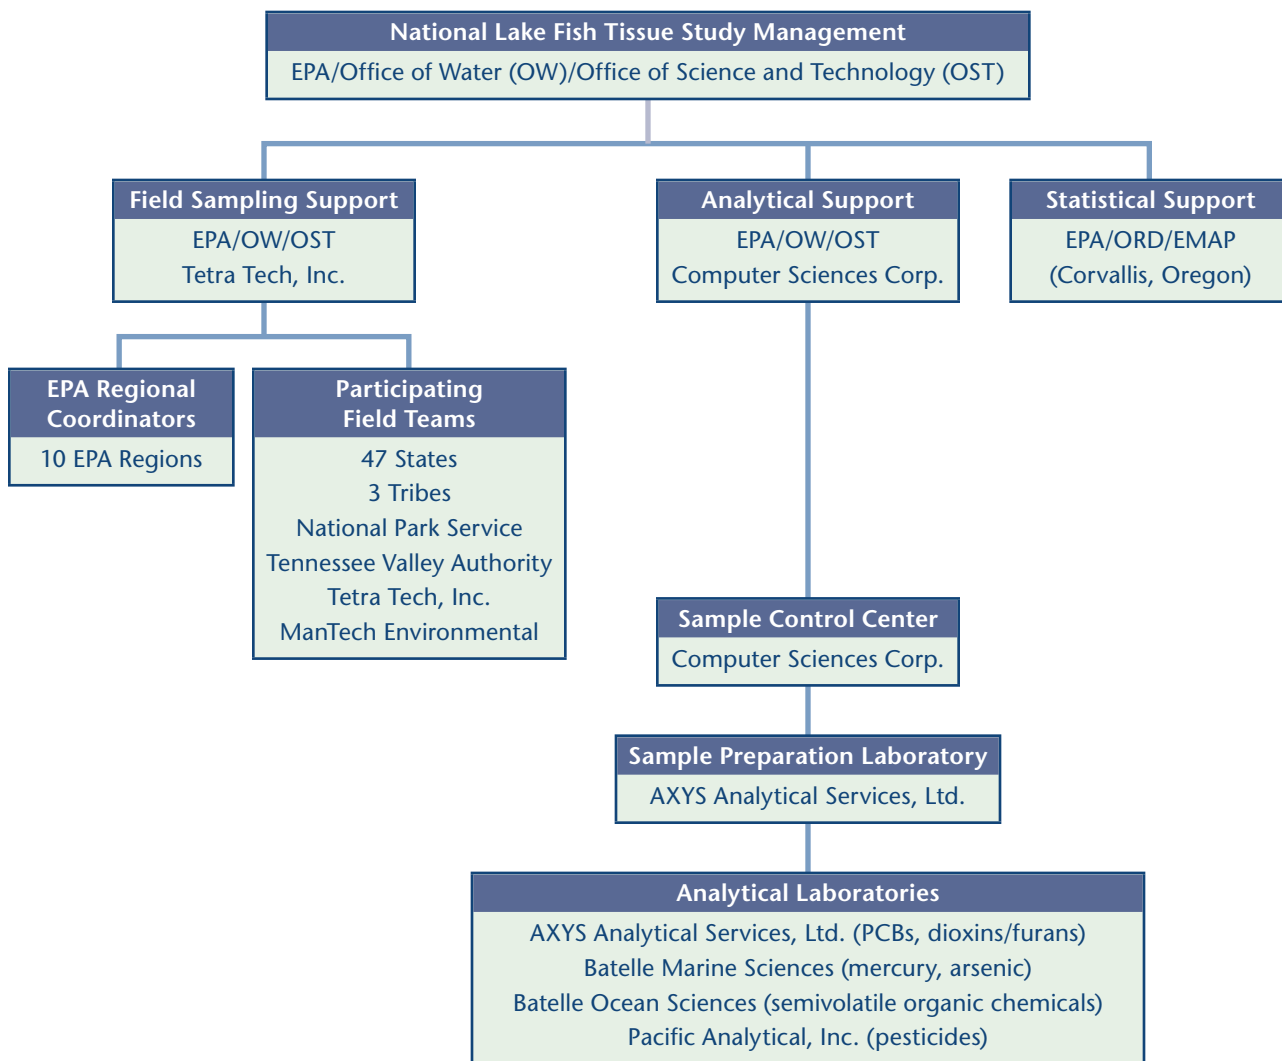 National Lake Fish Tissue Study Management
EPA/Office of Water (OW)/Office of Science and Technology (OST)
Field Sampling Support
EPA/OW/OST
Tetra Tech, Inc.
Analytical Support
EPA/OW/OST
Computer Sciences Corp.
Statistical Support
EPA/ORD/EMAP
(Corvallis, Oregon)
EPA Regional
Coordinators
10 EPA Regions
Participating
Field Teams
47 States
3 Tribes
National Park Service
Tennessee Valley Authority
Tetra Tech, Inc.
ManTech Environmental
Sample Control Center
Computer Sciences Corp.
Sample Preparation Laboratory
AXYS Analytical Services, Ltd.
Analytical Laboratories
AXYS Analytical Services, Ltd. (PCBs, dioxins/furans)
Batelle Marine Sciences (mercury, arsenic)
Batelle Ocean Sciences (semivolatile organic chemicals)
Pacific Analytical, Inc. (pesticides)